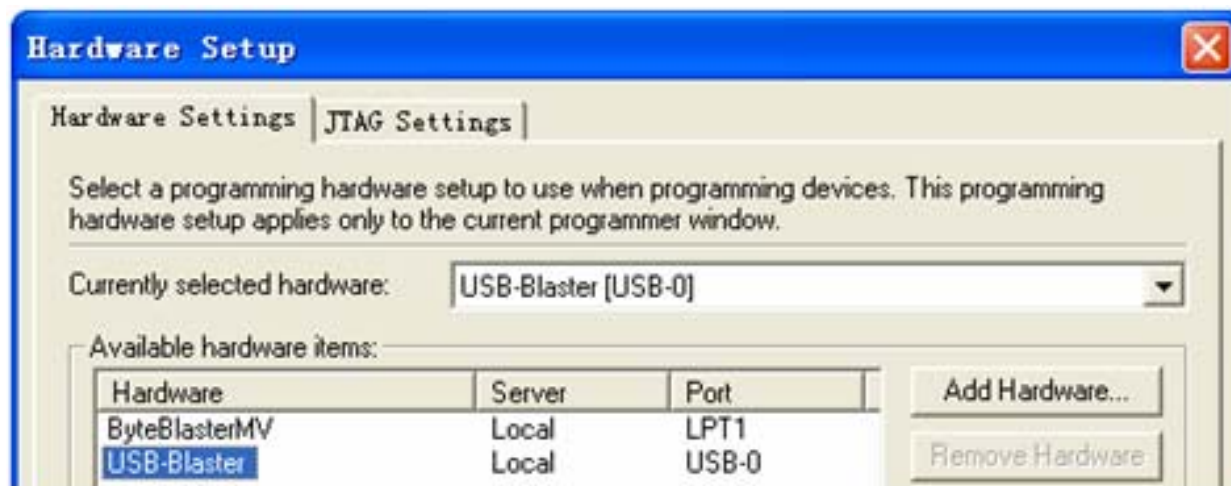 Hardware Setup
Hardware Settings JTAG Settings
Select a programming hardware setup to use when programming devices. This programming
hardware setup applies only to the current programmer window.
Currently selected hardware: USB-Blaster [USB-0]
Available hardware items:
Hardware Server Port Add Hardware...
ByteBlasterMV Local LPT1
USB-Blaster Local USB-0 Remove Hardware